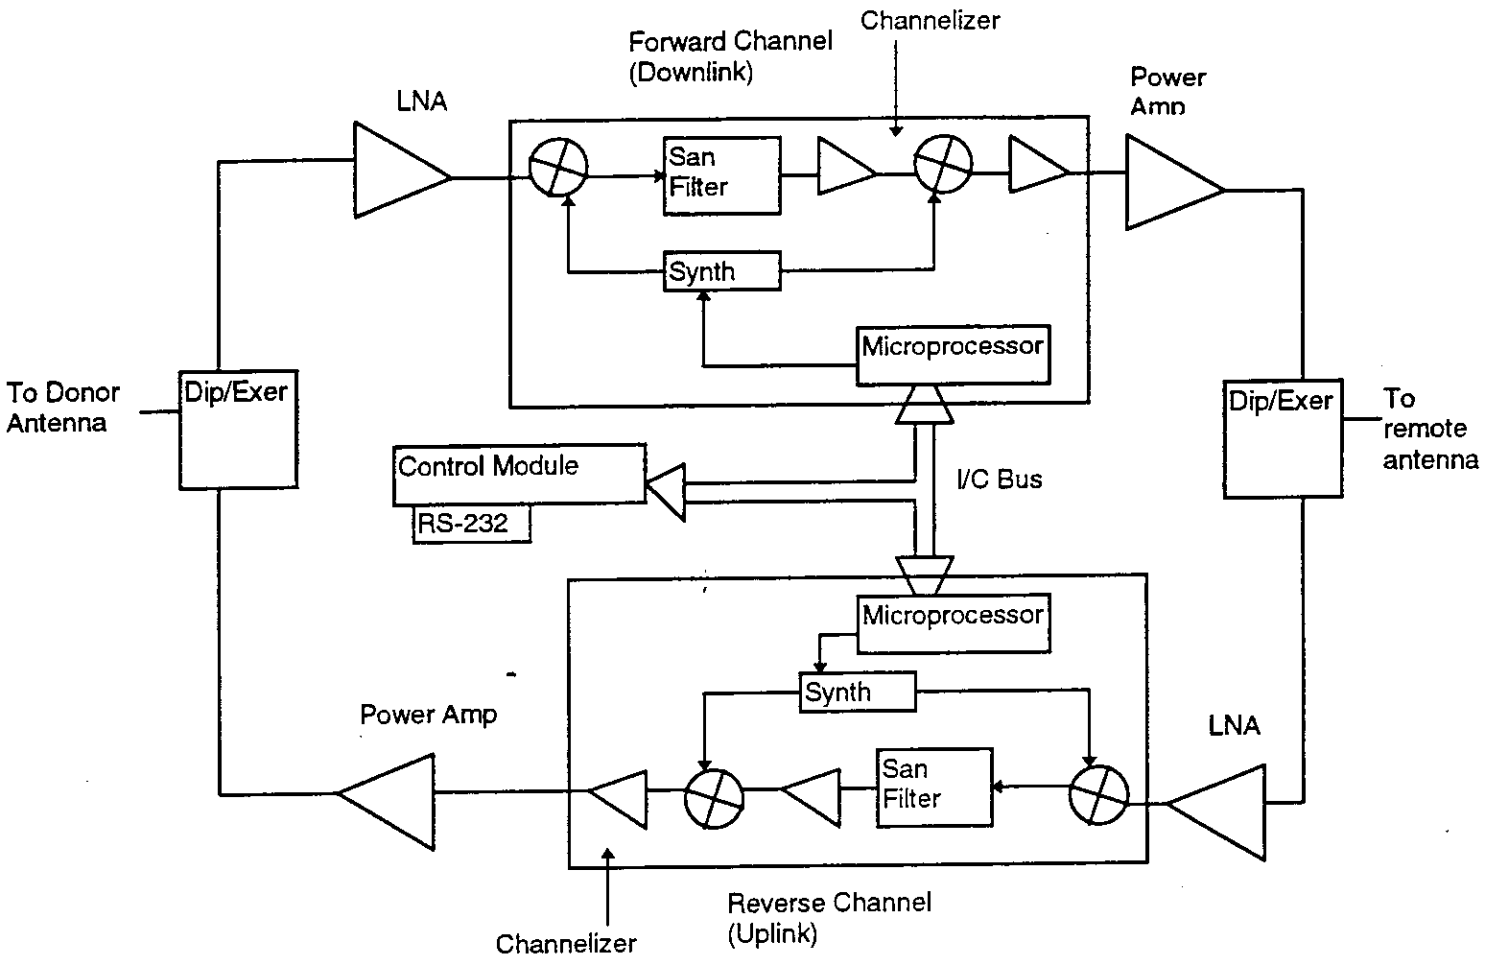 Channelizer
Forward Channel
(Downlink)
Power
Amp
LNA
San
Filter
Synth
Microprocessor
To Donor
Antenna
Dip/Exer
Dip/Exer
To
remote
antenna
Control Module
RS-232
I/C Bus
Microprocessor
Synth
Power Amp
LNA
San
Filter
Reverse Channel
(Uplink)
Channelizer